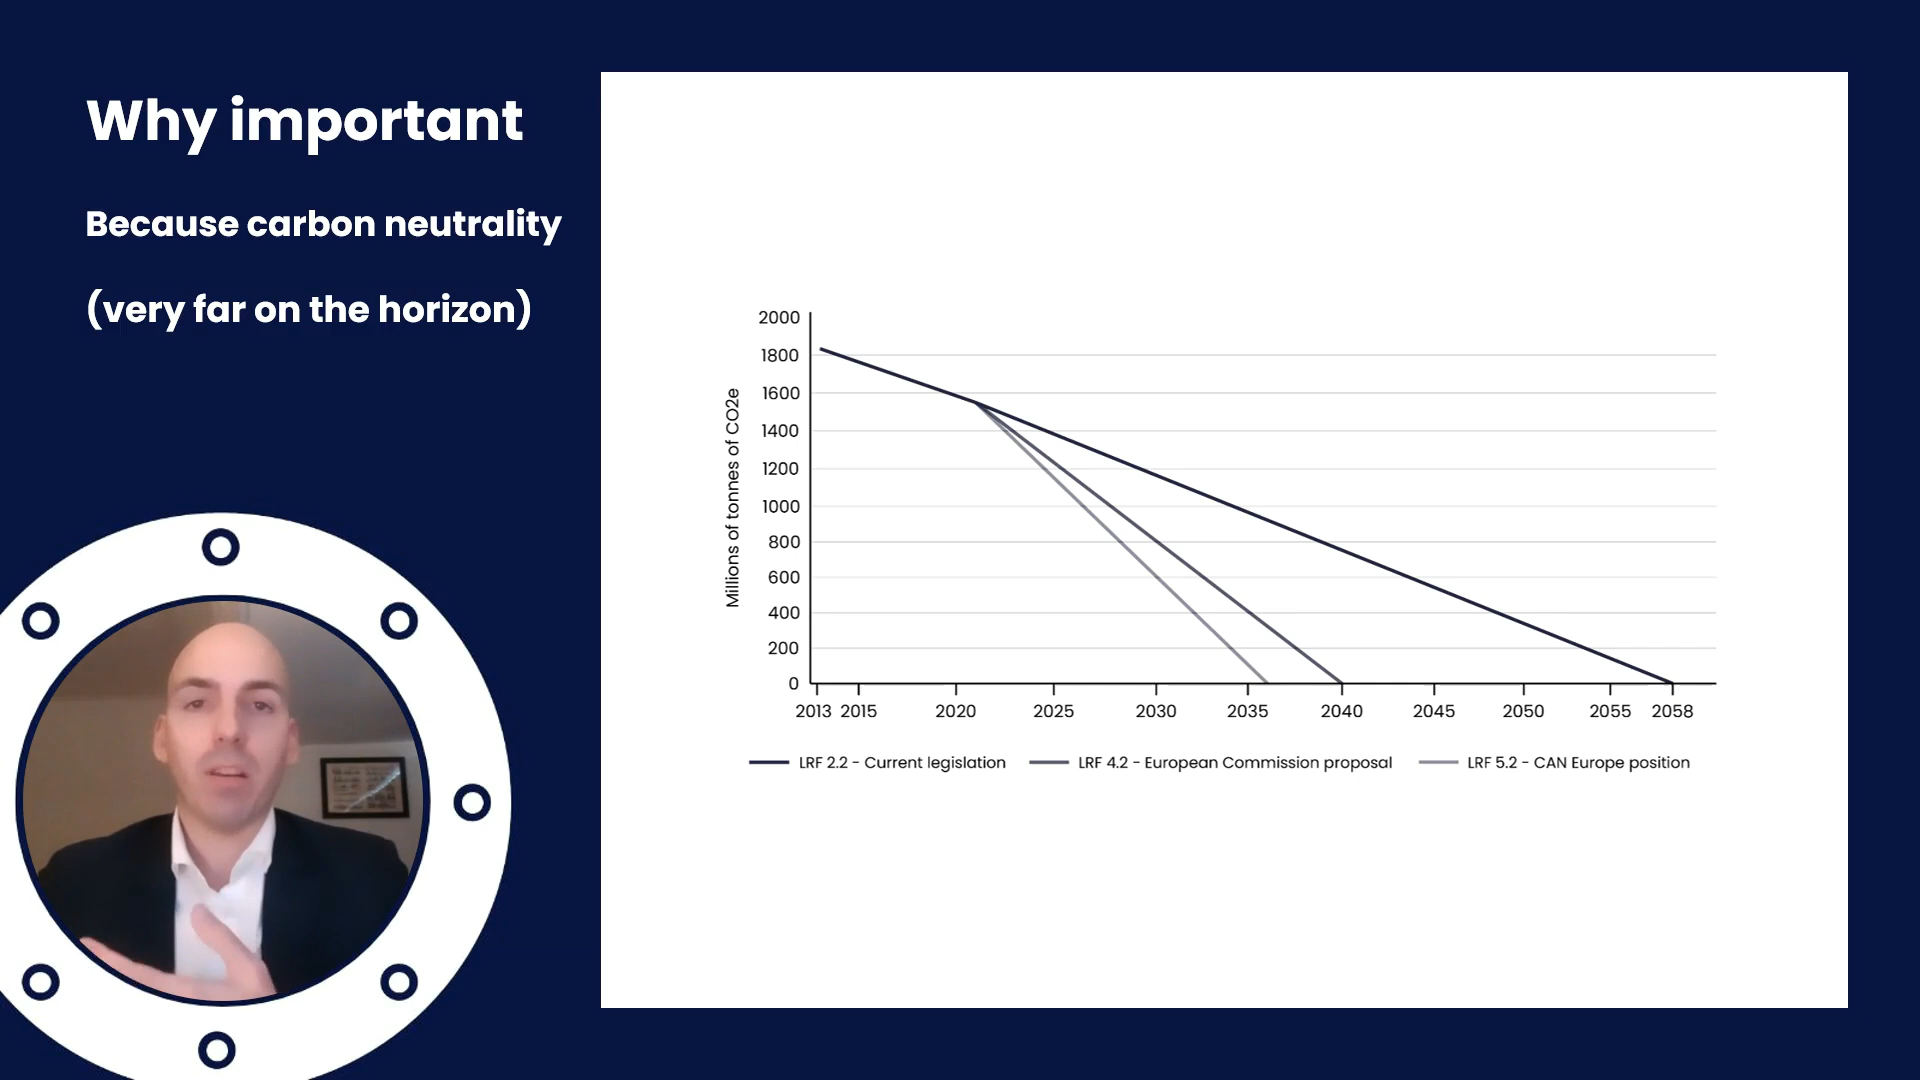 Why important
Because carbon neutrality
(very far on the horizon)
Millions of tonnes of CO2e
2000
1800
1600
1400
1200
1000
800
600
400
200
0
2013 2015 2020 2025 2030 2035 2040 2045 2050 2055 2058
LRF 2.2 - Current legislation LRF 4.2 - European Commission proposal LRF 5.2 - CAN Europe position